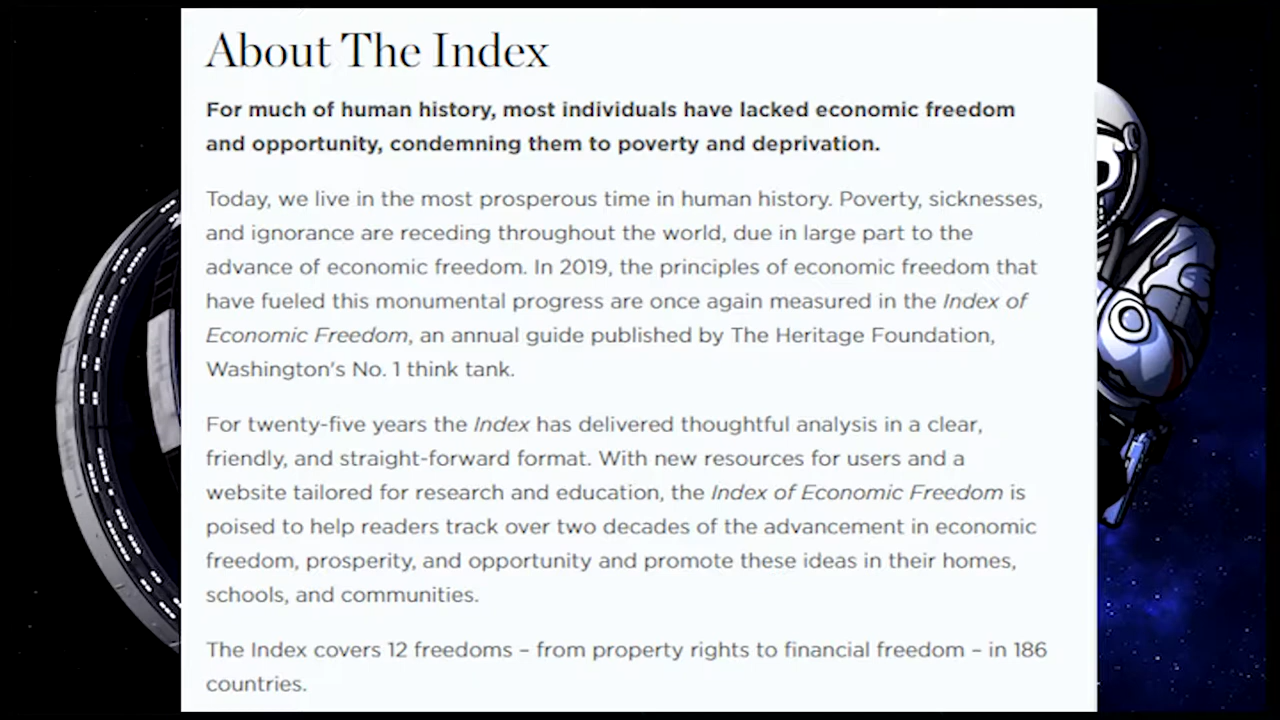 About The Index
For much of human history, most individuals have lacked economic freedom
and opportunity, condemning them to poverty and deprivation.
Today, we live in the most prosperous time in human history. Poverty, sicknesses,
and ignorance are receding throughout the world, due in large part to the
advance of economic freedom. In 2019, the principles of economic freedom that
have fueled this monumental progress are once again measured in the Index of
Economic Freedom, an annual guide published by The Heritage Foundation,
Washington's No. 1 think tank.
For twenty-five years the Index has delivered thoughtful analysis in a clear,
friendly, and straight-forward format. With new resources for users and a
website tailored for research and education, the Index of Economic Freedom is
poised to help readers track over two decades of the advancement in economic
freedom, prosperity, and opportunity and promote these ideas in their homes,
schools, and communities.
The Index covers 12 freedoms – from property rights to financial freedom – in 186
countries.